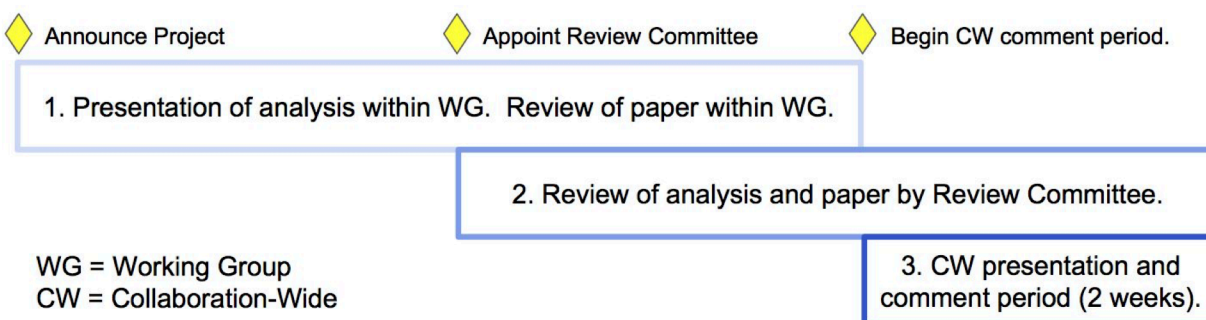 Announce Project
Appoint Review Committee
Begin CW comment period.
1. Presentation of analysis within WG.  Review of paper within WG.
2. Review of analysis and paper by Review Committee.
WG = Working Group
CW = Collaboration-Wide
3. CW presentation and
comment period (2 weeks).